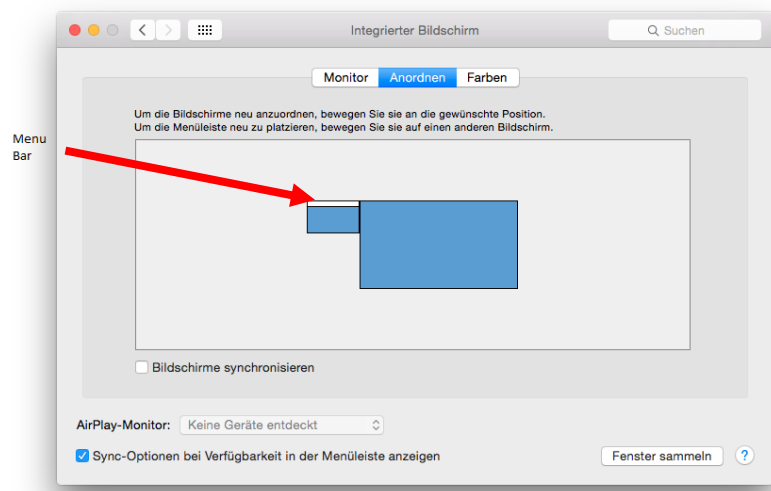 Integrierter Bildschirm
Suchen
Monitor Anordnen Farben
Um die Bildschirme neu anzuordnen, bewegen Sie sie an die gewünschte Position.
Um die Menüleiste neu zu platzieren, bewegen Sie sie auf einen anderen Bildschirm.
Menu
Bar
Bildschirme synchronisieren
AirPlay-Monitor: Keine Geräte entdeckt
Sync-Optionen bei Verfügbarkeit in der Menüleiste anzeigen
Fenster sammeln ?